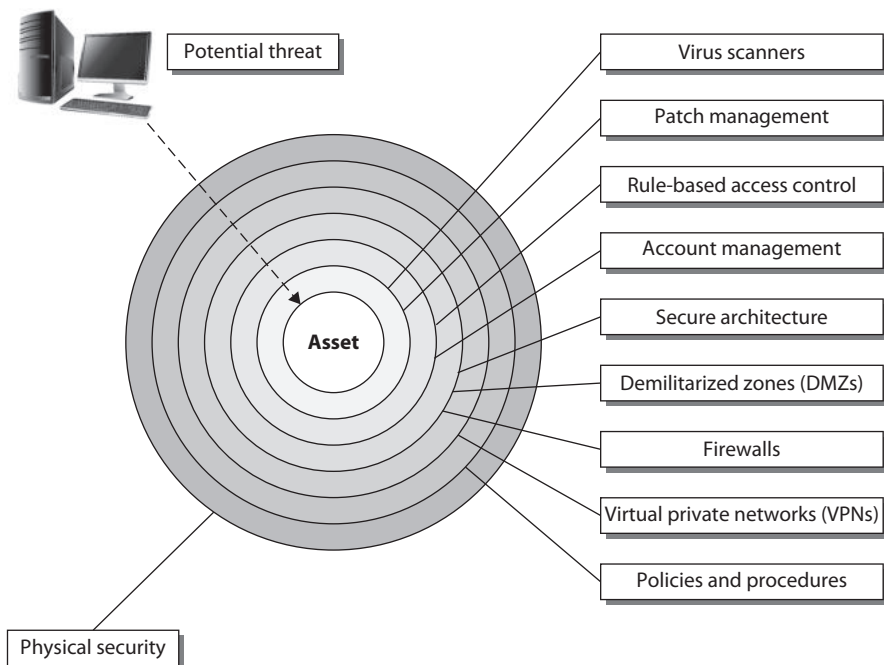 Potential threat
Virus scanners
Patch management
Rule-based access control
Account management
Asset
Secure architecture
Demilitarized zones (DMZs)
Firewalls
Virtual private networks (VPNs)
Policies and procedures
Physical security